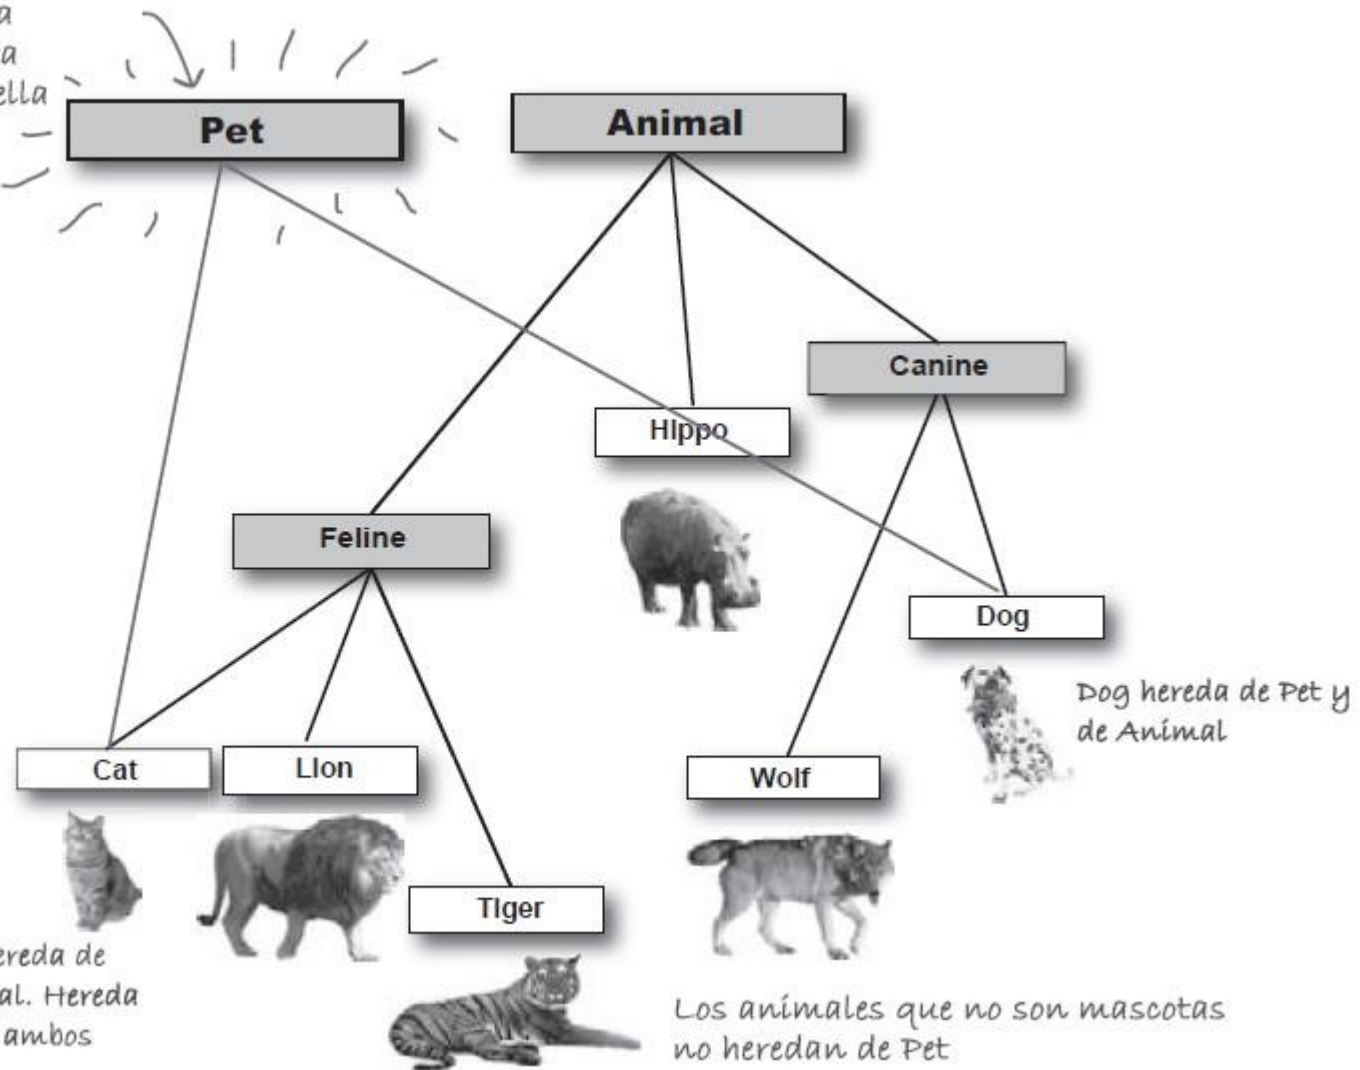 a
a
ella
Pet
Animal
Canine
HIppo
Feline
Dog
Dog hereda de Pet y
de Animal
Cat
LIon
Wolf
TIger
ereda de
al. Hereda
ambos
Los animales que no son mascotas
no heredan de Pet